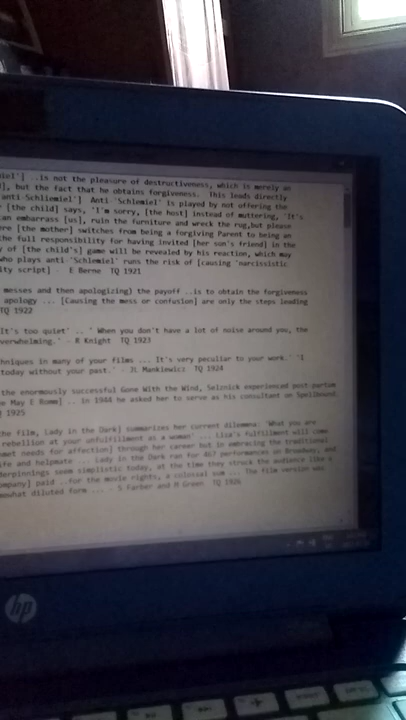 miel'] ..is not the pleasure of destructiveness, which is merely an
], but the fact that he obtains forgiveness. This leads directly
anti-Schliemiel'] Anti 'Schlemiel' is played by not offering the
[the child] says, 'I'm sorry, [the host] instead of muttering, 'It's
can embarrass [us], ruin the furniture and wreck the rug,but please
ere [the mother] switches from being a forgiving Parent to being an
the full responsibility for having invited [her son's friend] in the
y of [the child's] game will be revealed by his reaction, which may
who plays anti-'Schlemiel' runs the risk of [causing 'narcissistic
lty script] - E Berne TQ 1921
messes and then apologizing) the payoff ..is to obtain the forgiveness
apology ... [Causing the mess or confusion] are only the steps leading
TQ 1922
It's too quiet' .. " When you don't have a lot of noise around you, the
overwhelming.' - R Knight TQ 1923
chniques in many of your films ... It's very peculiar to your work.' 'I
today without your past.' - JL Mankiewicz TQ 1924
the enormously successful Gone With the Wind, Selznick experienced post-partum
May E Romm] .. in 1944 he asked her to serve as his consultant on Spellbound
1925
the film, Lady in the Dark] summarizes her current dilemma: 'What you are
rebellion at your unfulfillment as a woman' ... Liza's fulfillment will come
needs for affection] through her career but in embracing the traditional
ife and helpmate ... Lady in the Dark ran for 467 performances on Broadway, and
derpinnings seem simplistic today, at the time they struck the audience like a
ompany] paid ..for the movie rights, a colossal sum ... The film version was
ewhat diluted form ... - S Farber and M Green TQ 1926
hp